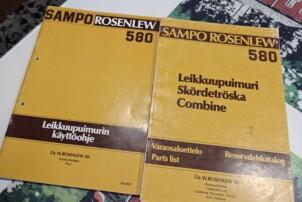 SAMPO ROSENLEW
580
Leikkuupuimurin
käyttöohje
Oy W. ROSENLEW AB
SAMPO ROSENLEW
580
Leikkuupuimuri
Skördetröska
Combine
Varaosaluettelo Reservdelskatalog
Parts list
Oy W. ROSENLEW AB